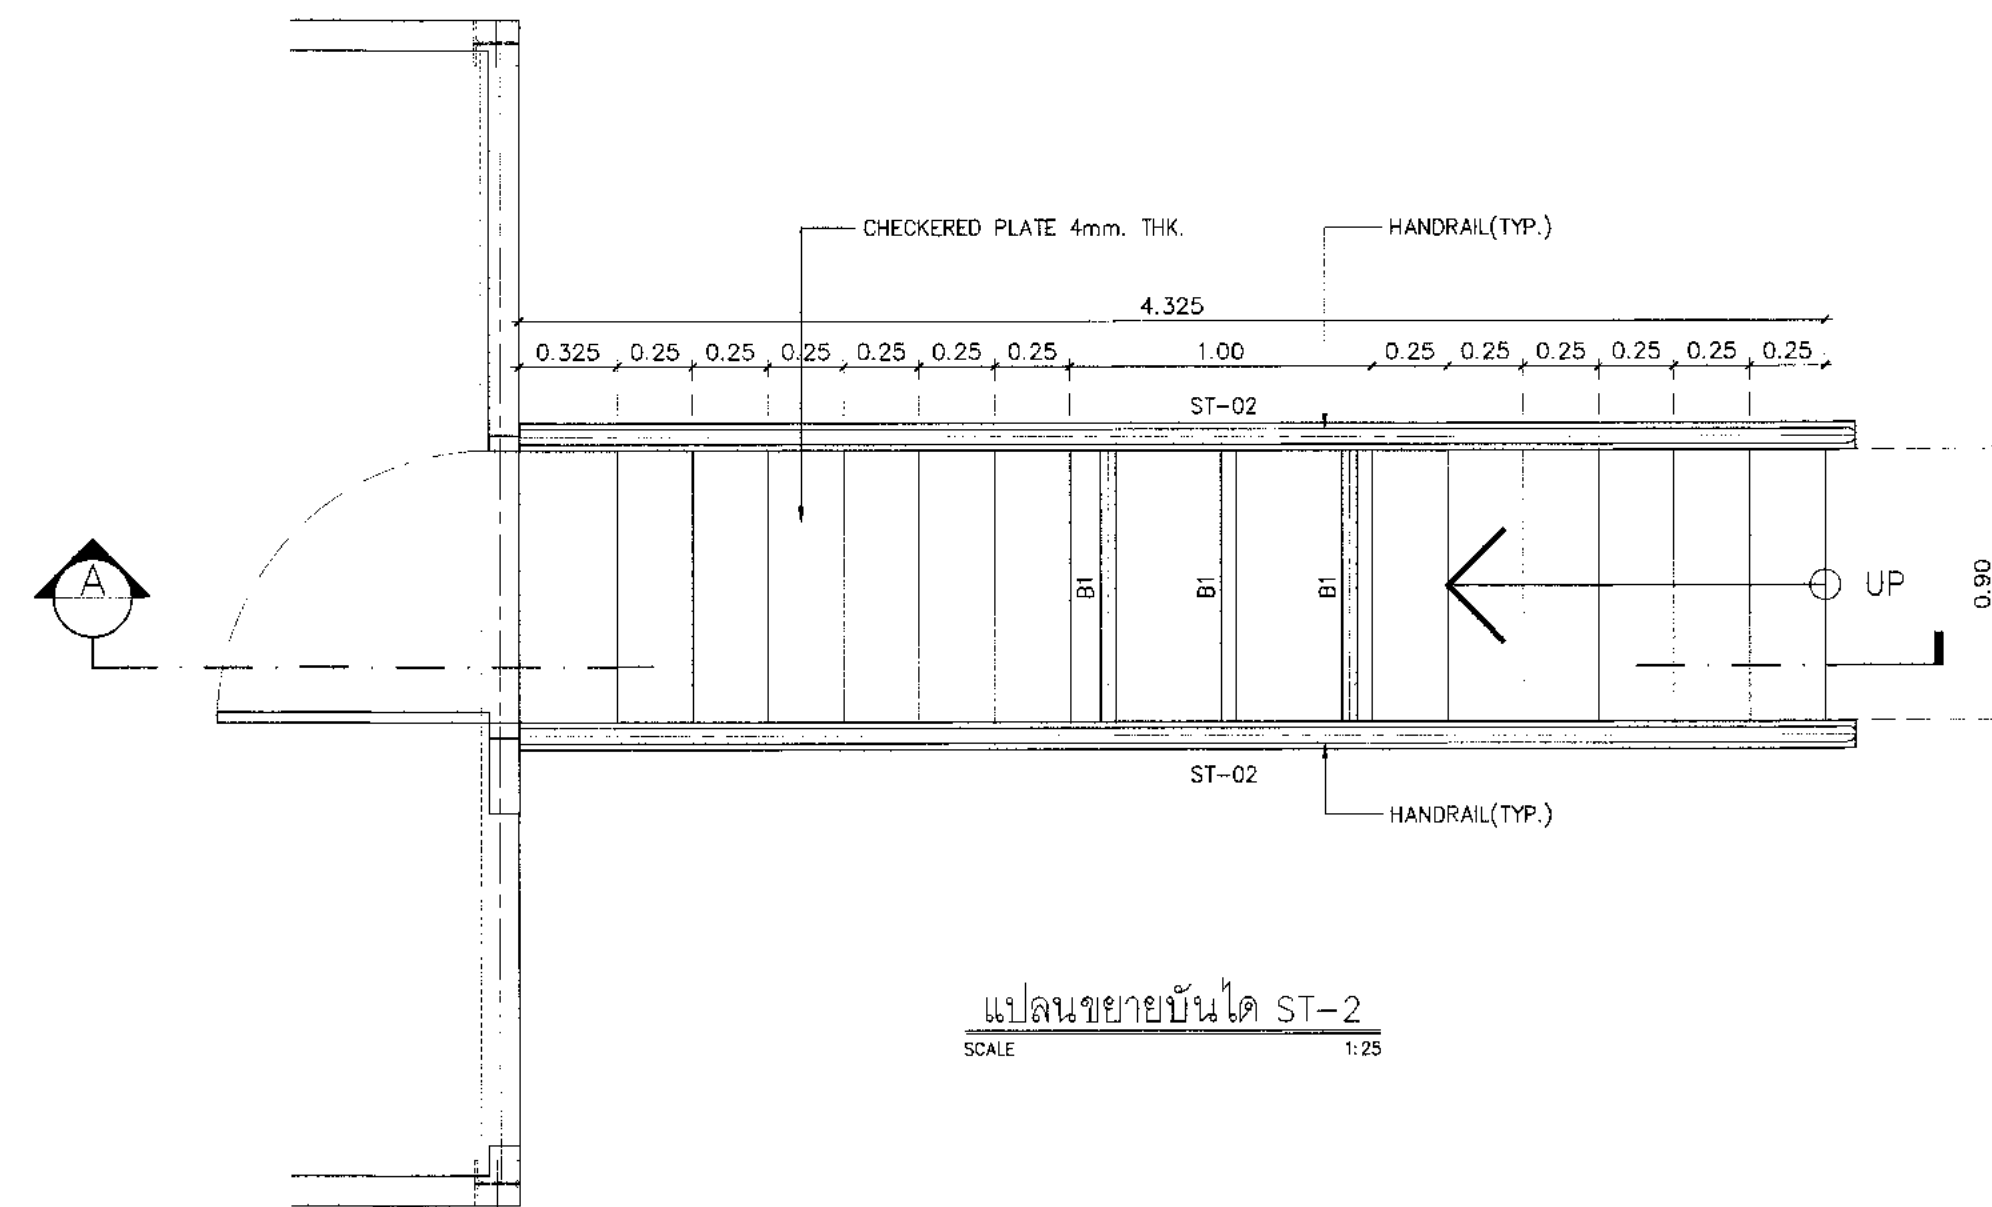 CHECKERED PLATE 4mm. THK.
HANDRAIL(TYP.)
4.325
0.325 0.25 0.25 0.25 0.25 0.25 0.25 1.00 0.25 0.25 0.25 0.25 0.25 0.25
ST-02
A
B1
B1
B1
UP
0.90
ST-02
HANDRAIL(TYP.)
แปลนขยายบันได ST-2
SCALE 1:25